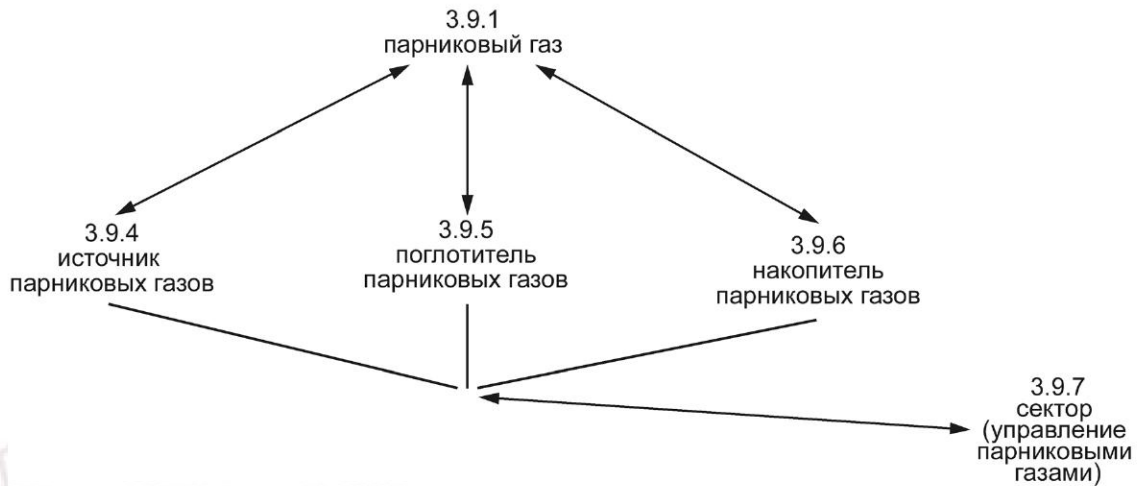 3.9.1
парниковый газ
3.9.4
источник
парниковых газов
3.9.5
поглотитель
парниковых газов
3.9.6
накопитель
парниковых газов
3.9.7
сектор
(управление
парниковыми
газами)